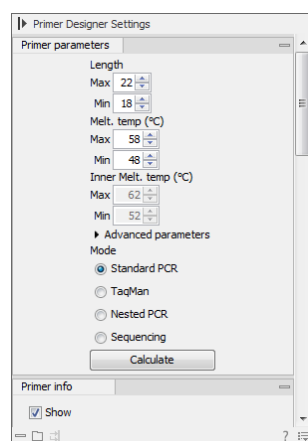 Primer Designer Settings
Primer parameters
Length
Max 22
Min 18
Melt. temp (°C)
Max 58
Min 48
Inner Melt. temp (°C)
Max 62
Min 52
Advanced parameters
Mode
Standard PCR
TaqMan
Nested PCR
Sequencing
Calculate
Primer info
Show
?